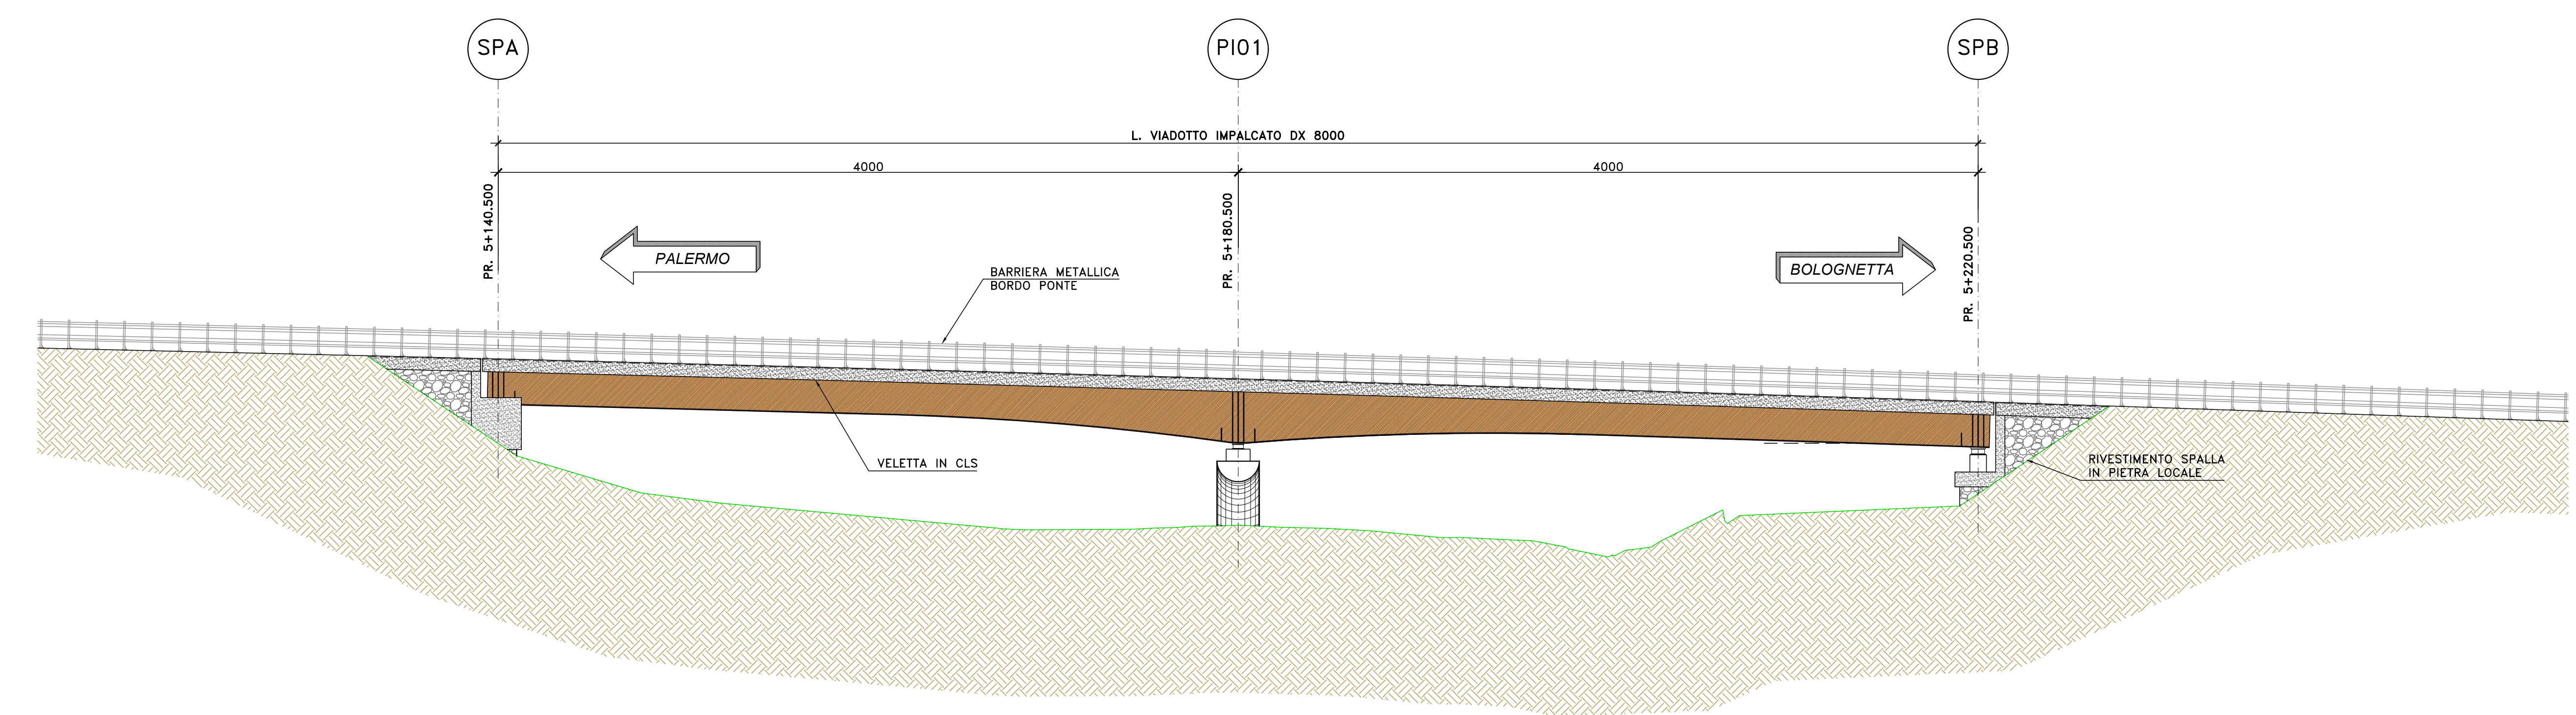 SPA
PI01
SPB
L. VIADOTTO IMPALCATO DX 8000
4000
4000
PR. 5+140.500
PR. 5+180.500
PR. 5+220.500
PALERMO
BOLOGNETTA
BARRIERA METALLICA
BORDO PONTE
VELETTA IN CLS
RIVESTIMENTO SPALLA
IN PIETRA LOCALE